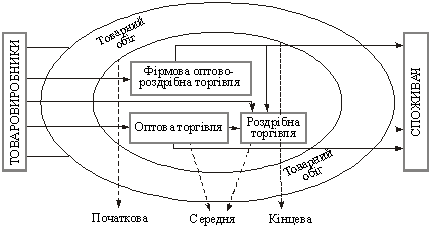 Товарний
обіг
ТОВАРОВИРОБНИКИ
Фірмова оптово-
роздрібна торгівля
Оптова торгівля
Роздрібна
торгівля
СПОЖИВАЧ
Товарний
обіг
Початкова
Середня
Кінцева